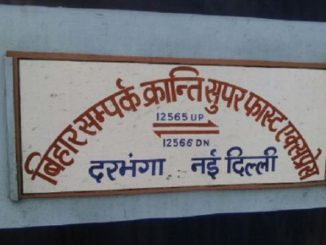 बिहार सम्पर्क क्रान्ति सुपर फास्ट एक्सप्रेस
12565 UP
12566 DN
दरभंगा नई दिल्ली